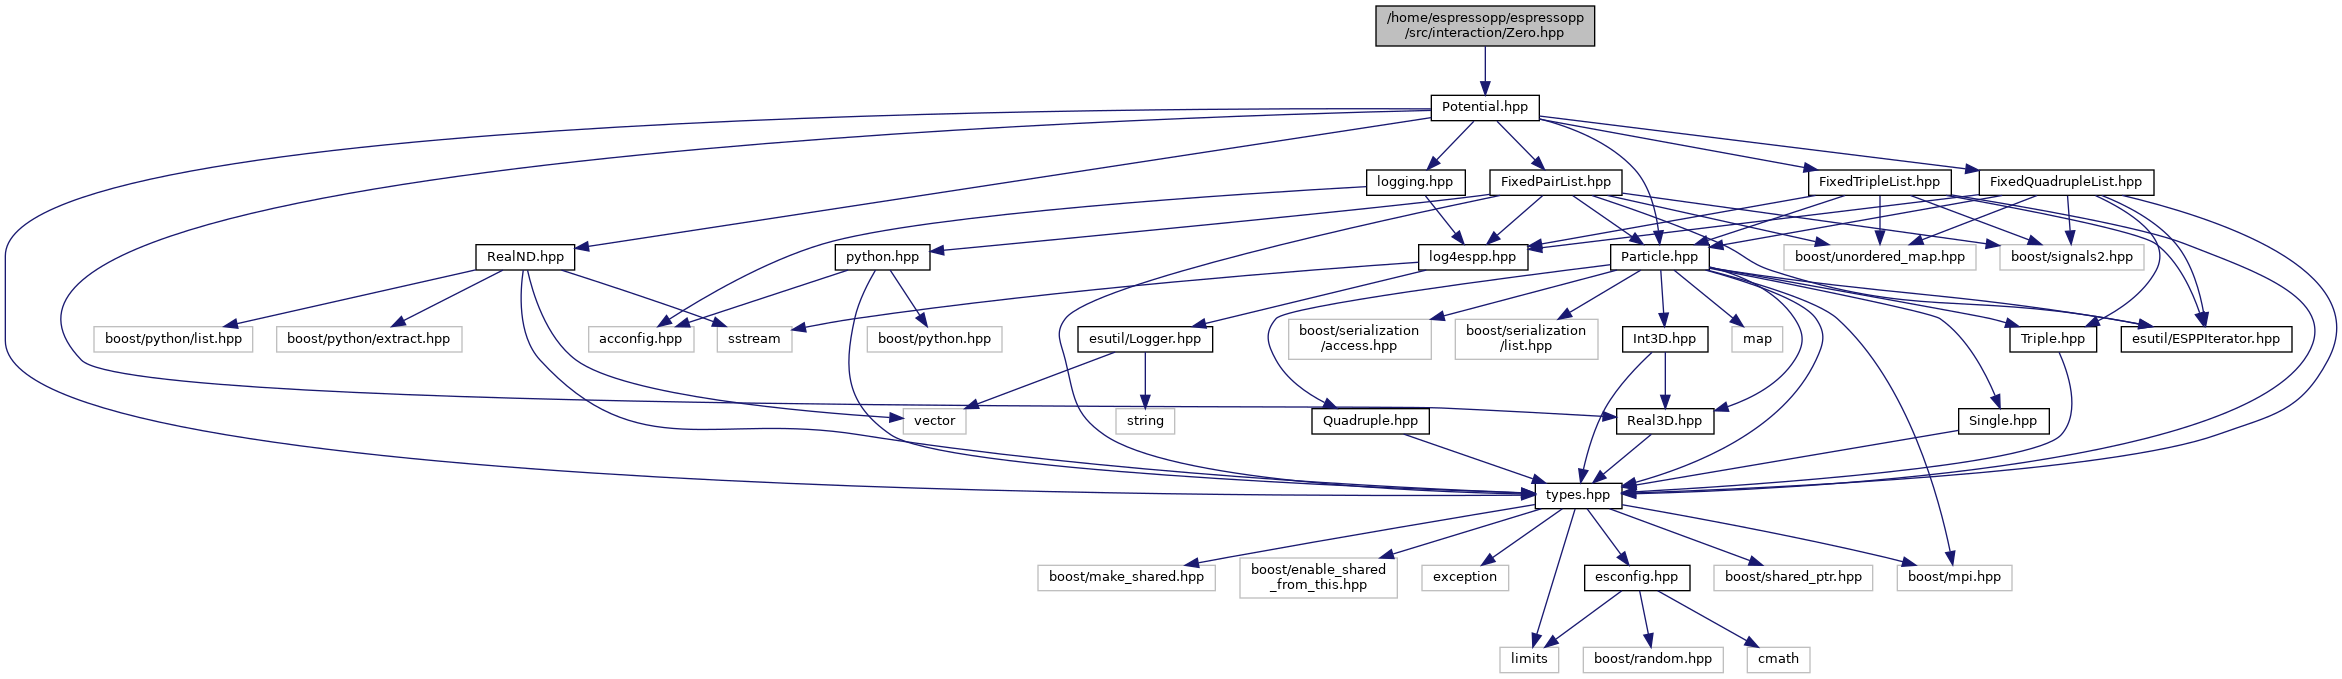 /home/espressopp/espressopp
/src/interaction/Zero.hpp
Potential.hpp
logging.hpp
FixedPairList.hpp
FixedTripleList.hpp
FixedQuadrupleList.hpp
RealND.hpp
python.hpp
log4espp.hpp
Particle.hpp
boost/unordered_map.hpp
boost/signals2.hpp
boost/python/list.hpp
boost/python/extract.hpp
acconfig.hpp
sstream
boost/python.hpp
esutil/Logger.hpp
boost/serialization
/access.hpp
boost/serialization
/list.hpp
Int3D.hpp
map
Triple.hpp
esutil/ESPPIterator.hpp
vector
string
Quadruple.hpp
Real3D.hpp
Single.hpp
types.hpp
boost/make_shared.hpp
boost/enable_shared
_from_this.hpp
exception
esconfig.hpp
boost/shared_ptr.hpp
boost/mpi.hpp
limits
boost/random.hpp
cmath